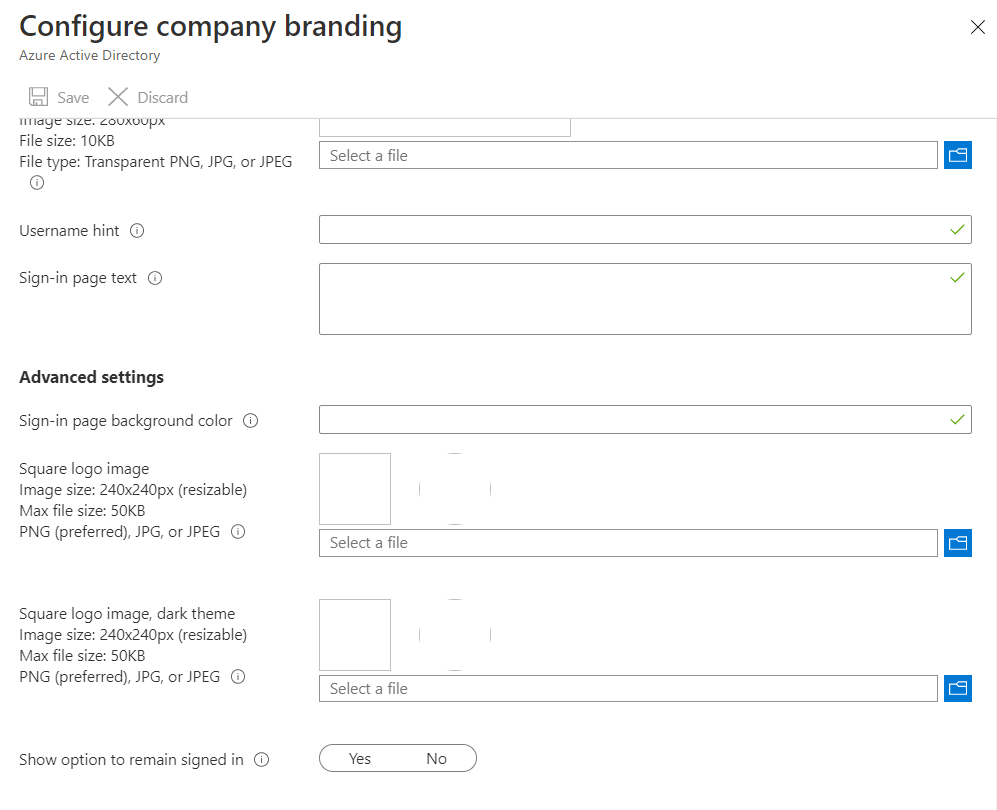 Configure company branding
Azure Active Directory
Save Discard
Image size: 280x60px
File size: 10KB
File type: Transparent PNG, JPG, or JPEG
Select a file
Username hint
Sign-in page text
Advanced settings
Sign-in page background color
Square logo image
Image size: 240x240px (resizable)
Max file size: 50KB
PNG (preferred), JPG, or JPEG
Select a file
Square logo image, dark theme
Image size: 240x240px (resizable)
Max file size: 50KB
PNG (preferred), JPG, or JPEG
Select a file
Show option to remain signed in Yes No